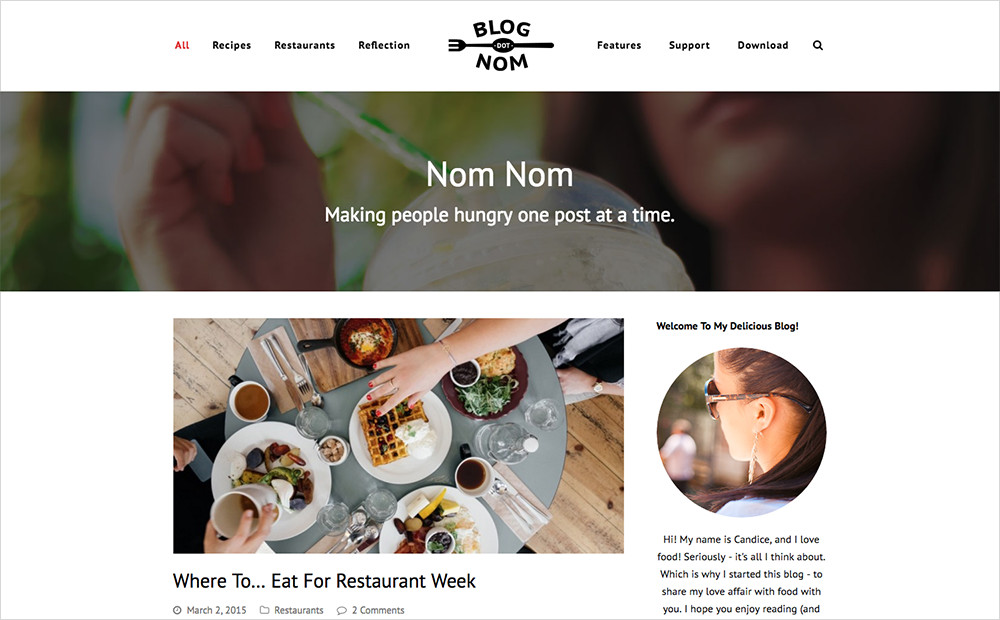 All Recipes Restaurants Reflection
BLOG
DOT
NOM
Features Support Download
Nom Nom
Making people hungry one post at a time.
Where To... Eat For Restaurant Week
March 2, 2015 Restaurants 2 Comments
Welcome To My Delicious Blog!
Hi! My name is Candice, and I love
food! Seriously - it's all I think about.
Which is why I started this blog - to
share my love affair with food with
you. I hope you enjoy reading (and